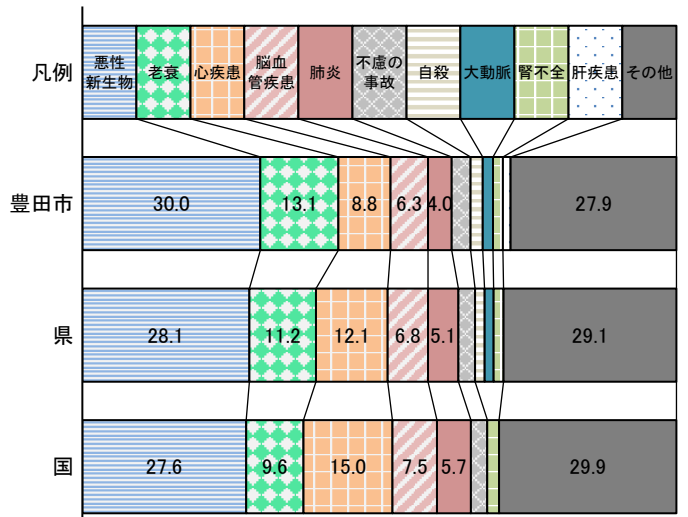 凡例
悪性
新生物
老衰
心疾患
脳血
管疾患
肺炎
不慮の
事故
自殺
大動脈
腎不全
肝疾患
その他
豊田市
30.0
13.1
8.8
6.3
4.0
27.9
県
28.1
11.2
12.1
6.8
5.1
29.1
国
27.6
9.6
15.0
7.5
5.7
29.9